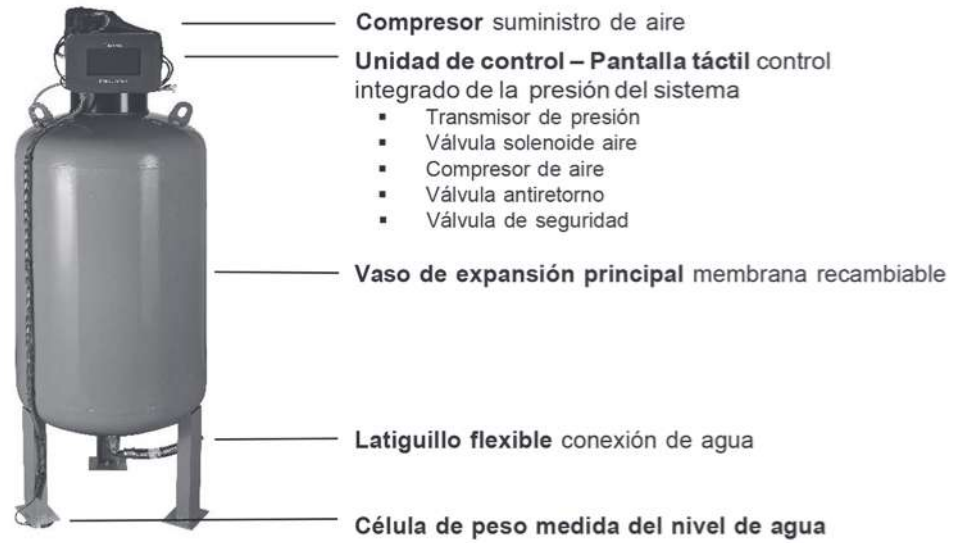 Compresor suministro de aire
Unidad de control – Pantalla táctil control
integrado de la presión del sistema
▪ Transmisor de presión
▪ Válvula solenoide aire
▪ Compresor de aire
▪ Válvula antiretorno
▪ Válvula de seguridad
Vaso de expansión principal membrana recambiable
Latiguillo flexible conexión de agua
Célula de peso medida del nivel de agua